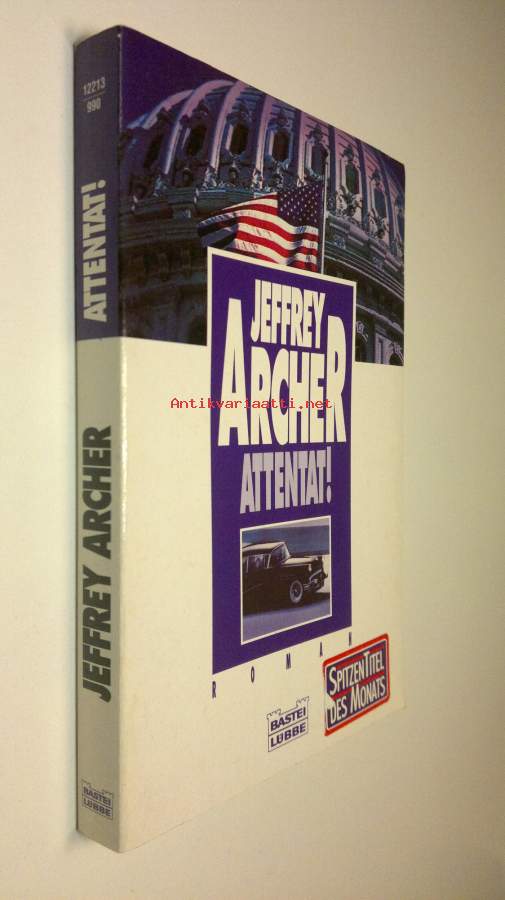 12213
990
ATTENTAT!
JEFFREY ARCHER
BASTEI
LÜBBE
JEFFREY
ARCHER
Antikvariaatti.net
ATTENTAT!
ROMAN
SPITZENTITEL
DES MONATS
BASTEI
LÜBBE